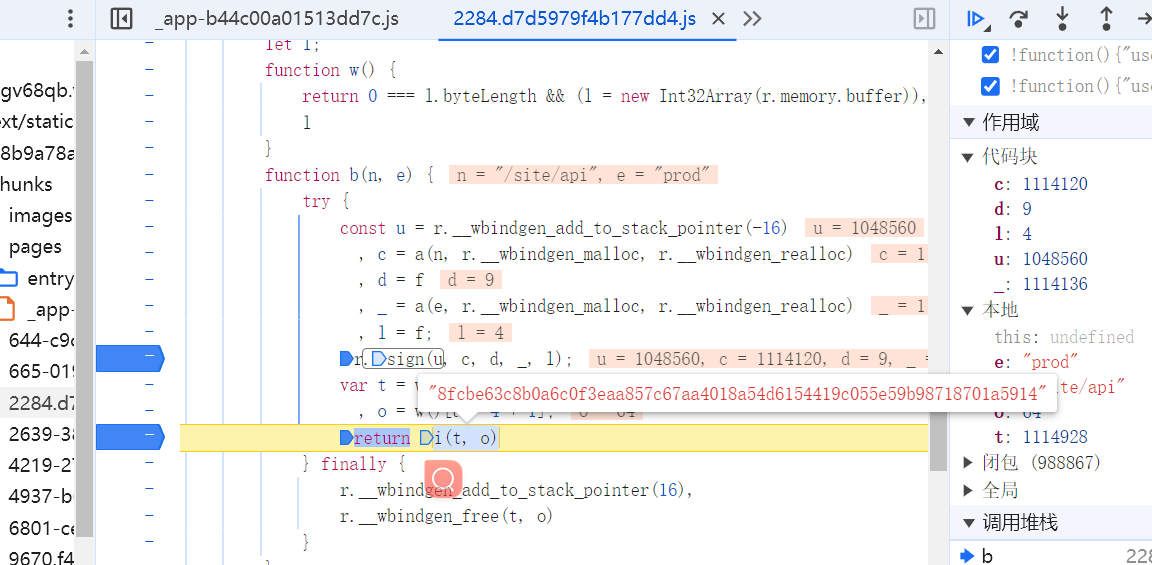 _app-b44c00a01513dd7c.js
2284.d7d5979f4b177dd4.js
gv68qb.
ext/static
8b9a78a
hunks
images
pages
entry
_app-
644-c9
665-019
2284.d7
2639-38
4219-27
4937-b
6801-ce
9670.f4
let l;
function w() {
return 0 === l.byteLength && (l = new Int32Array(r.memory.buffer)),
l
}
function b(n, e) { n = "/site/api", e = "prod"
try {
const u = r.__wbindgen_add_to_stack_pointer(-16) u = 1048560
, c = a(n, r.__wbindgen_malloc, r.__wbindgen_realloc) c = 1
, d = f d = 9
, _ = a(e, r.__wbindgen_malloc, r.__wbindgen_realloc) _ = 1
, l = f; l = 4
r.sign(u, c, d, _, l); u = 1048560, c = 1114120, d = 9, _ =
var t = w
"8fcbe63c8b0a6c0f3eaa857c67aa4018a54d6154419c055e59b98718701a5914"
, o = w()[u / 4 + 1]; o = 64
return i(t, o)
} finally {
r.__wbindgen_add_to_stack_pointer(16),
r.__wbindgen_free(t, o)
}
!function(){"use
!function(){"use
作用域
代码块
c: 1114120
d: 9
l: 4
u: 1048560
_: 1114136
本地
this: undefined
e: "prod"
ite/api"
o: 64
t: 1114928
闭包 (988867)
全局
调用堆栈
b 228